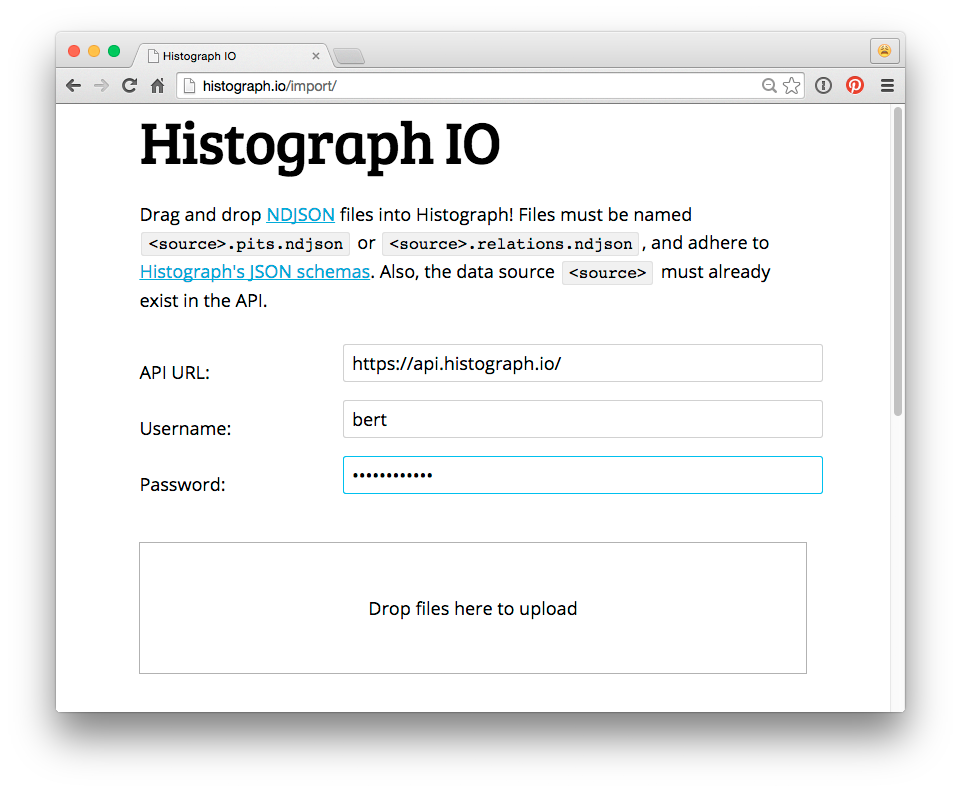 Histograph IO
histograph.io/import/
Histograph IO
Drag and drop NDJSON files into Histograph! Files must be named
<source>.pits.ndjson or <source>.relations.ndjson , and adhere to
Histograph's JSON schemas. Also, the data source <source> must already
exist in the API.
API URL: https://api.histograph.io/
Username: bert
Password: ••••••••••••
Drop files here to upload